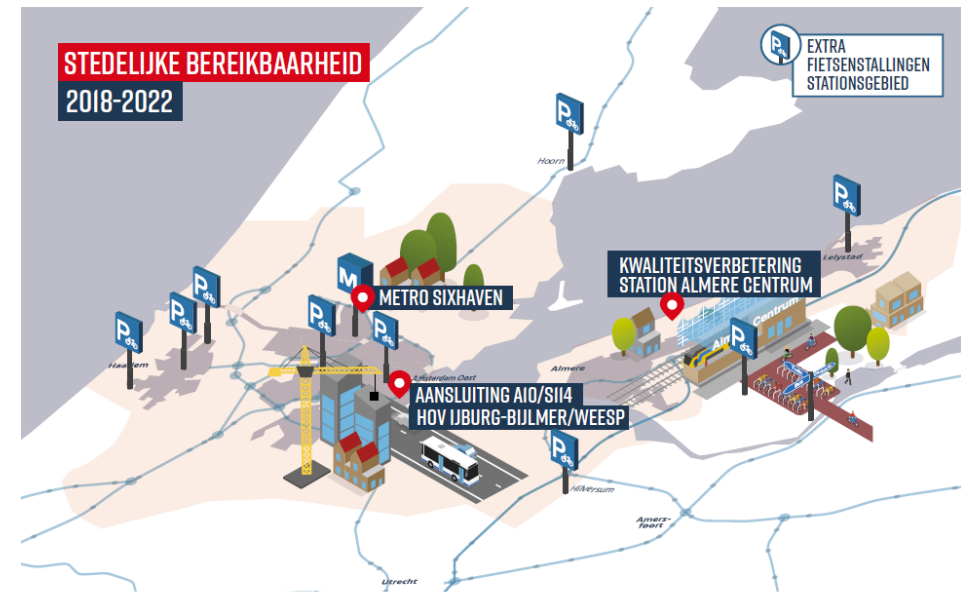 STEDELIJKE BEREIKBAARHEID
2018-2022
P
EXTRA
FIETSENSTALLINGEN
STATIONSGEBIED
P
Hoorn
P
Lelystad
KWALITEITSVERBETERING
STATION ALMERE CENTRUM
P
P
P
M
METRO SIXHAVEN
P
P
Haarlem
Amsterdam Oost
Almere
Centrum
P
AANSLUITING A10/S114
HOV IJBURG-BIJLMER/WEESP
P
Hilversum
Amers-
foort
Utrecht